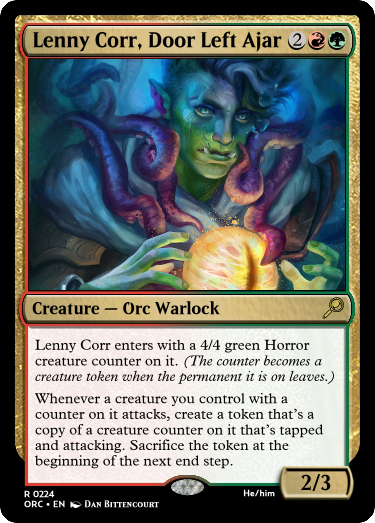 Lenny Corr, Door Left Ajar 2
Creature — Orc Warlock
Lenny Corr enters with a 4/4 green Horror
creature counter on it. (The counter becomes a
creature token when the permanent it is on leaves.)
Whenever a creature you control with a
counter on it attacks, create a token that's a
copy of a creature counter on it that's tapped
and attacking. Sacrifice the token at the
beginning of the next end step.
2/3
R 0224
ORC • EN Dan Bittencourt
He/him